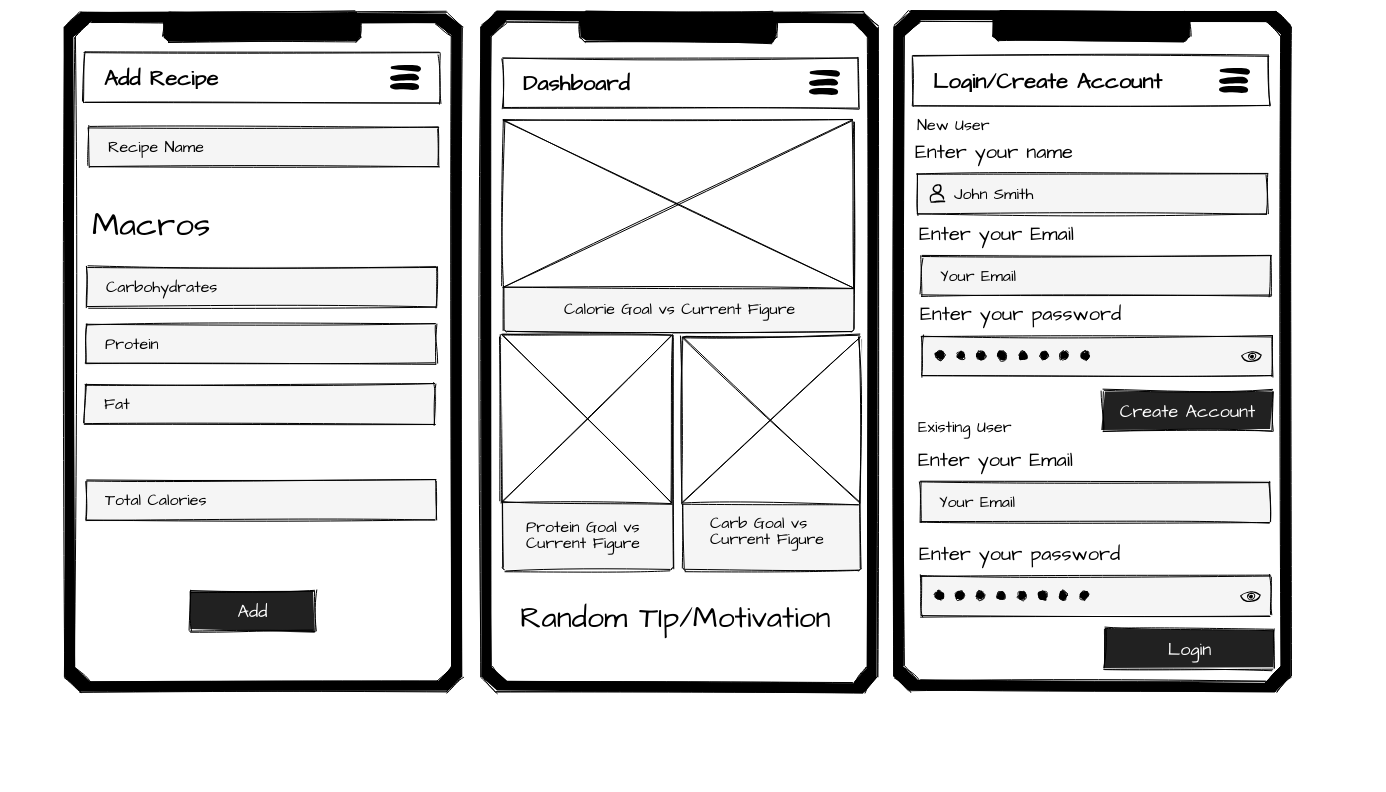 Add Recipe
Recipe Name
Macros
Carbohydrates
Protein
Fat
Total Calories
Add
Dashboard
Calorie Goal vs Current Figure
Protein Goal vs
Current Figure
Carb Goal vs
Current Figure
Random TIp/Motivation
Login/Create Account
New User
Enter your name
John Smith
Enter your Email
Your Email
Enter your password
Create Account
Existing User
Enter your Email
Your Email
Enter your password
Login